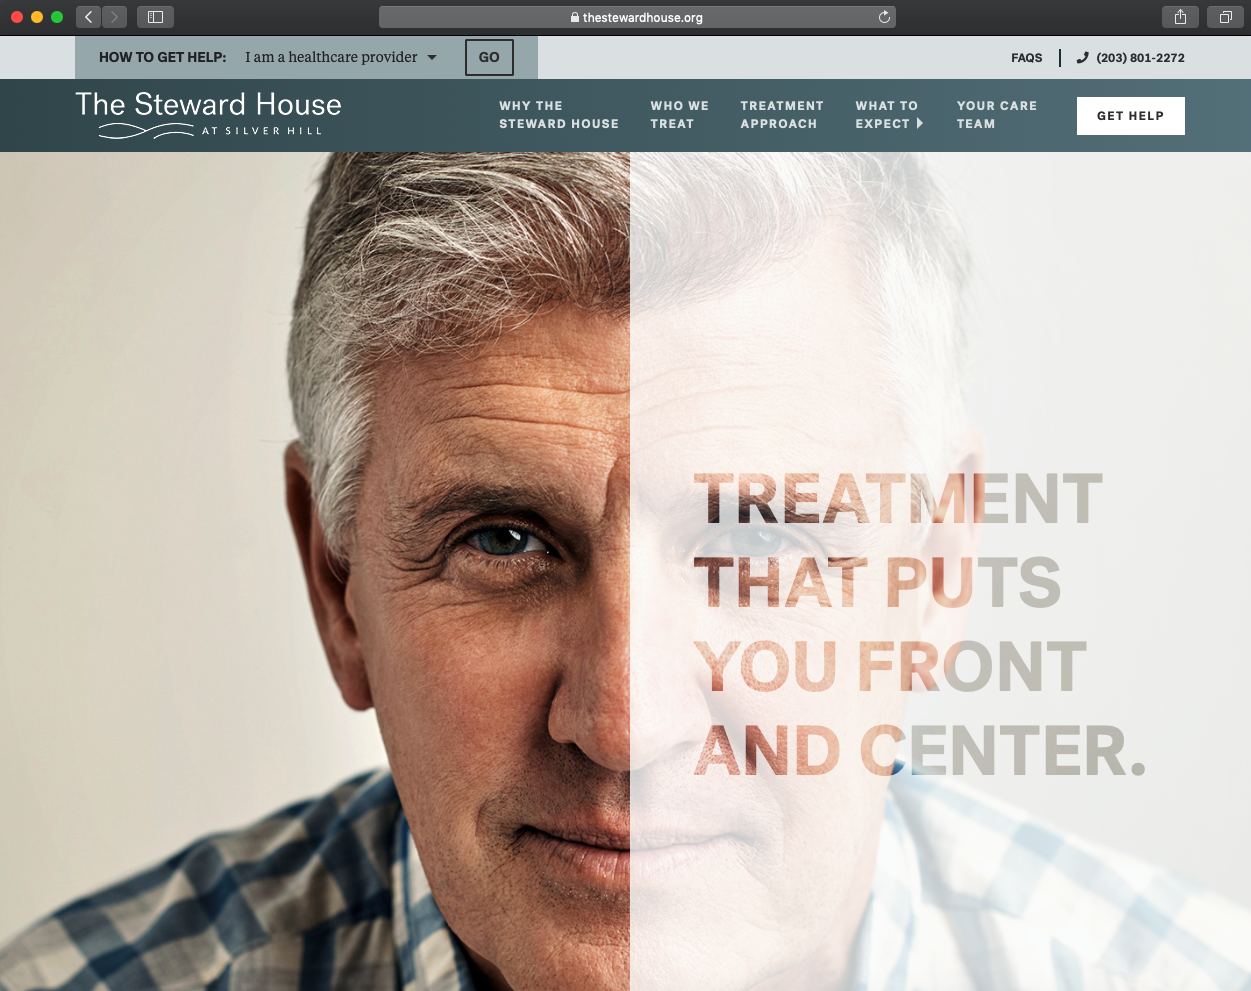 thestewardhouse.org
HOW TO GET HELP: I am a healthcare provider GO
FAQS (203) 801-2272
The Steward House
AT SILVER HILL
WHY THE
STEWARD HOUSE
WHO WE
TREAT
TREATMENT
APPROACH
WHAT TO
EXPECT
YOUR CARE
TEAM
GET HELP
TREATMENT
THAT PUTS
YOU FRONT
AND CENTER.